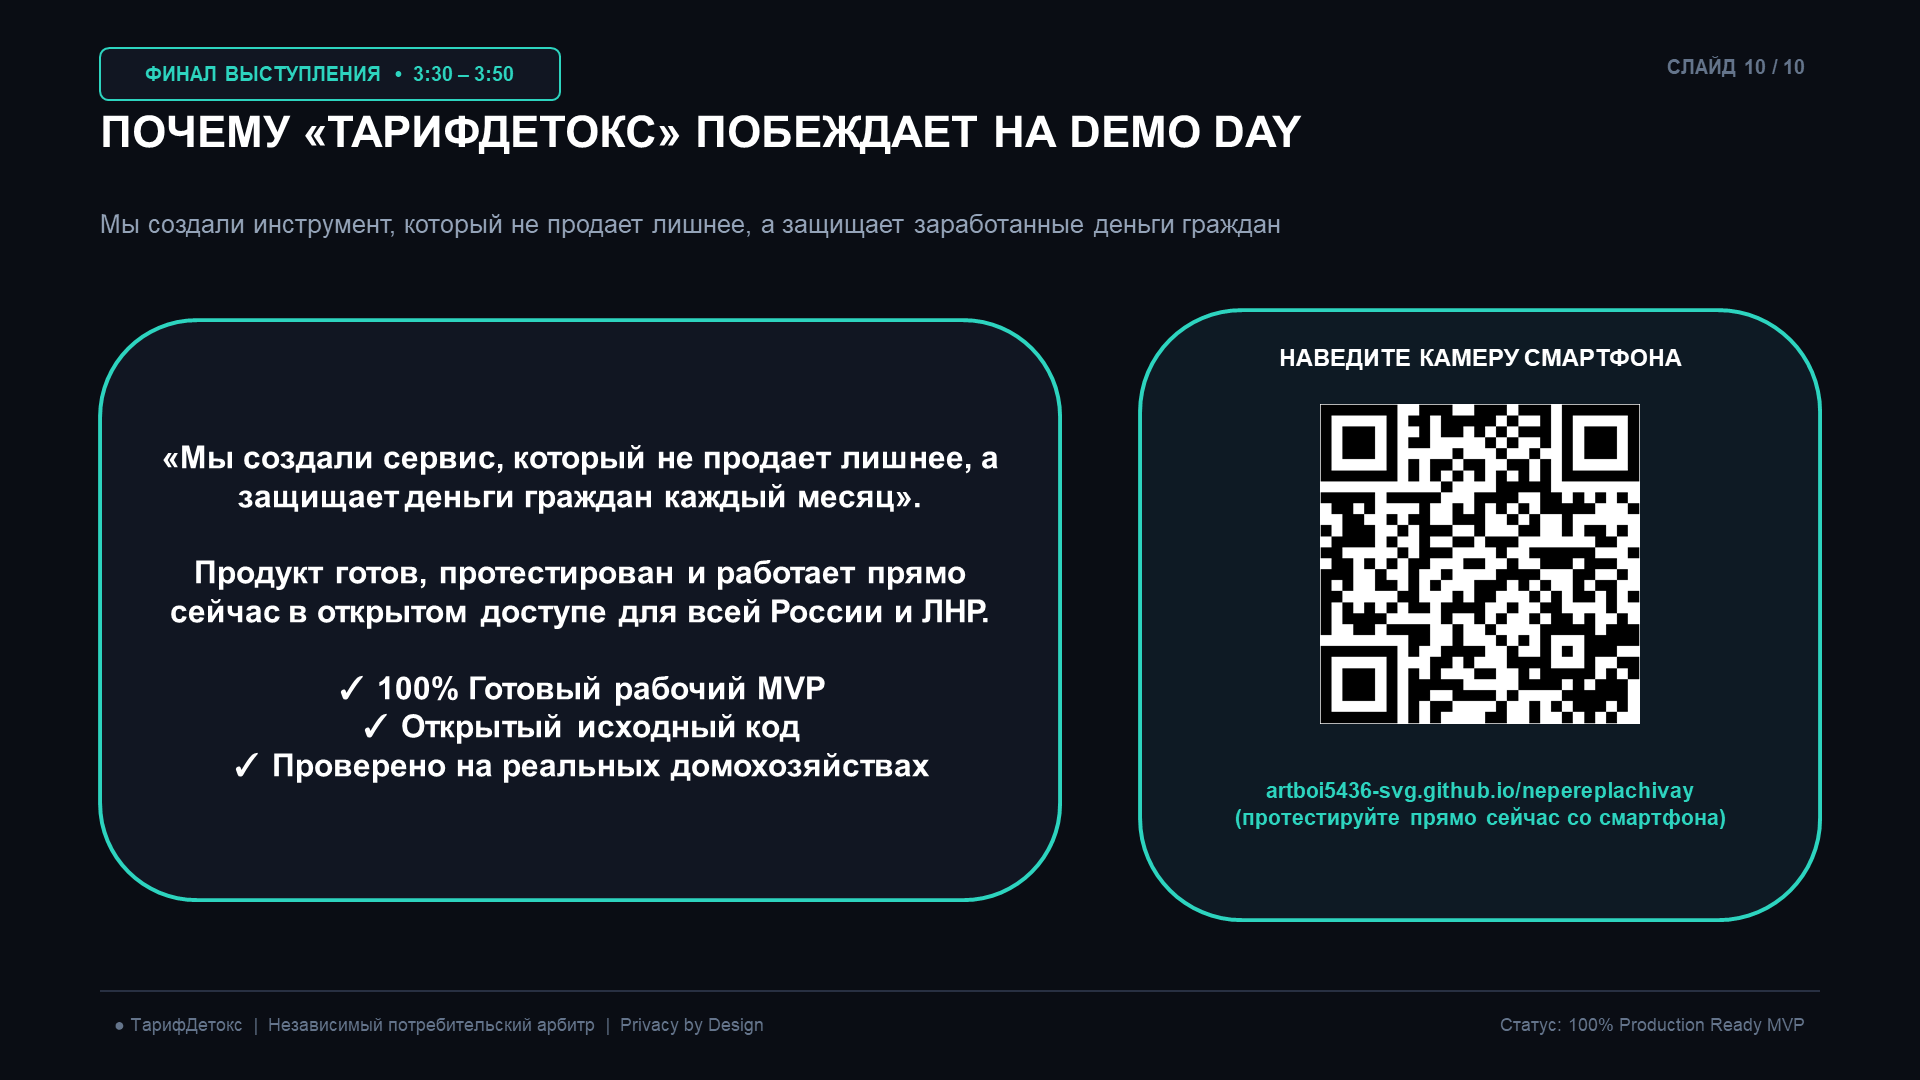 ФИНАЛ ВЫСТУПЛЕНИЯ • 3:30 – 3:50
СЛАЙД 10 / 10
ПОЧЕМУ «ТАРИФДЕТОКС» ПОБЕЖДАЕТ НА DEMO DAY
Мы создали инструмент, который не продает лишнее, а защищает заработанные деньги граждан
«Мы создали сервис, который не продает лишнее, а
защищает деньги граждан каждый месяц».
Продукт готов, протестирован и работает прямо
сейчас в открытом доступе для всей России и ЛНР.
✓ 100% Готовый рабочий MVP
✓ Открытый исходный код
✓ Проверено на реальных домохозяйствах
НАВЕДИТЕ КАМЕРУ СМАРТФОНА
artboi5436-svg.github.io/nepereplachivay
(протестируйте прямо сейчас со смартфона)
● ТарифДетокс | Независимый потребительский арбитр | Privacy by Design
Статус: 100% Production Ready MVP